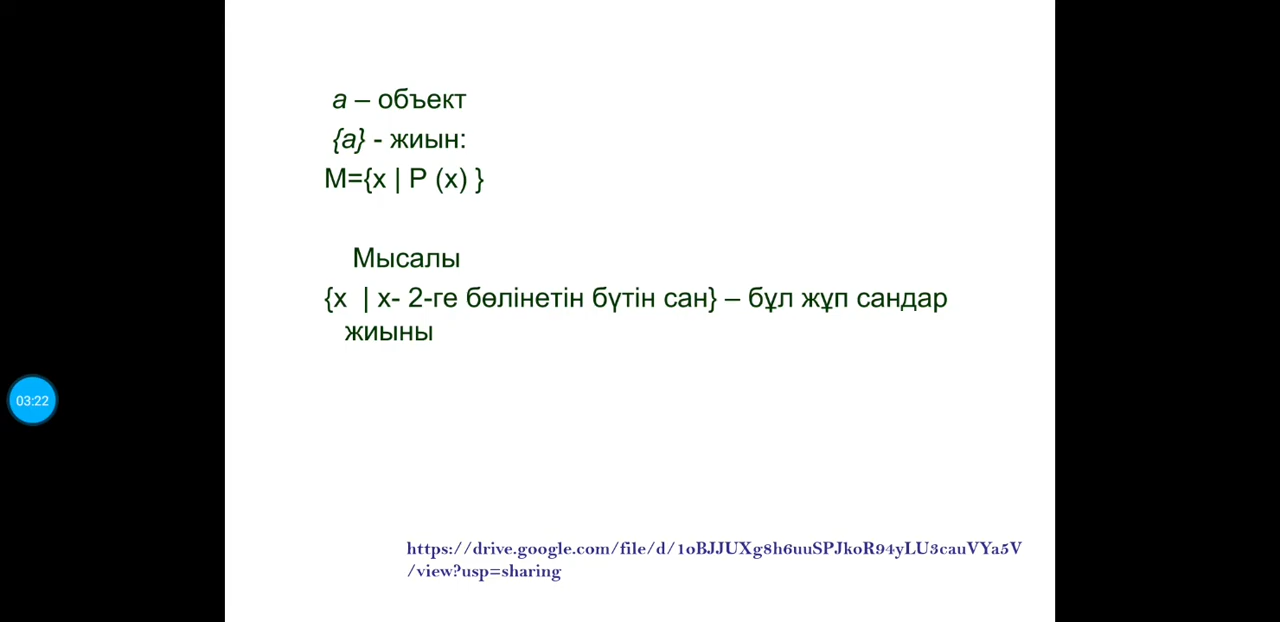 a – объект
{a} - жиын:
M={x | P (x) }
Мысалы
{x | x- 2-ге бөлінетін бүтін сан} – бұл жұп сандар
жиыны
03:22
https://drive.google.com/file/d/1oBJJUXg8h6uuSPJkoR94yLU3cauVYa5V
/view?usp=sharing